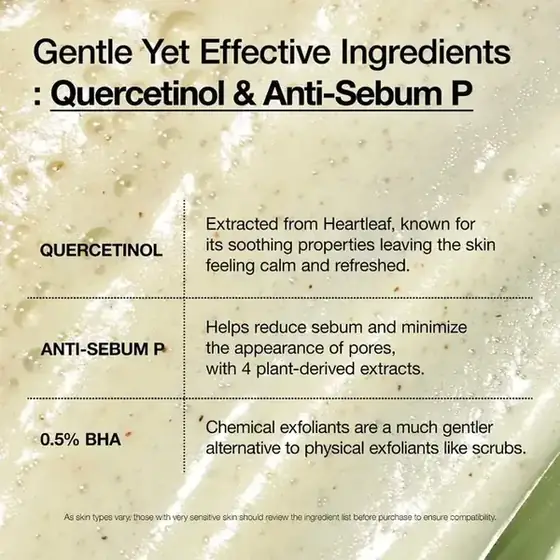 Gentle Yet Effective Ingredients
: Quercetinol & Anti-Sebum P
QUERCETINOL
Extracted from Heartleaf, known for
its soothing properties leaving the skin
feeling calm and refreshed.
ANTI-SEBUM P
Helps reduce sebum and minimize
the appearance of pores,
with 4 plant-derived extracts.
0.5% BHA
Chemical exfoliants are a much gentler
alternative to physical exfoliants like scrubs.
As skin types vary, those with very sensitive skin should review the ingredient list before purchase to ensure compatibility.